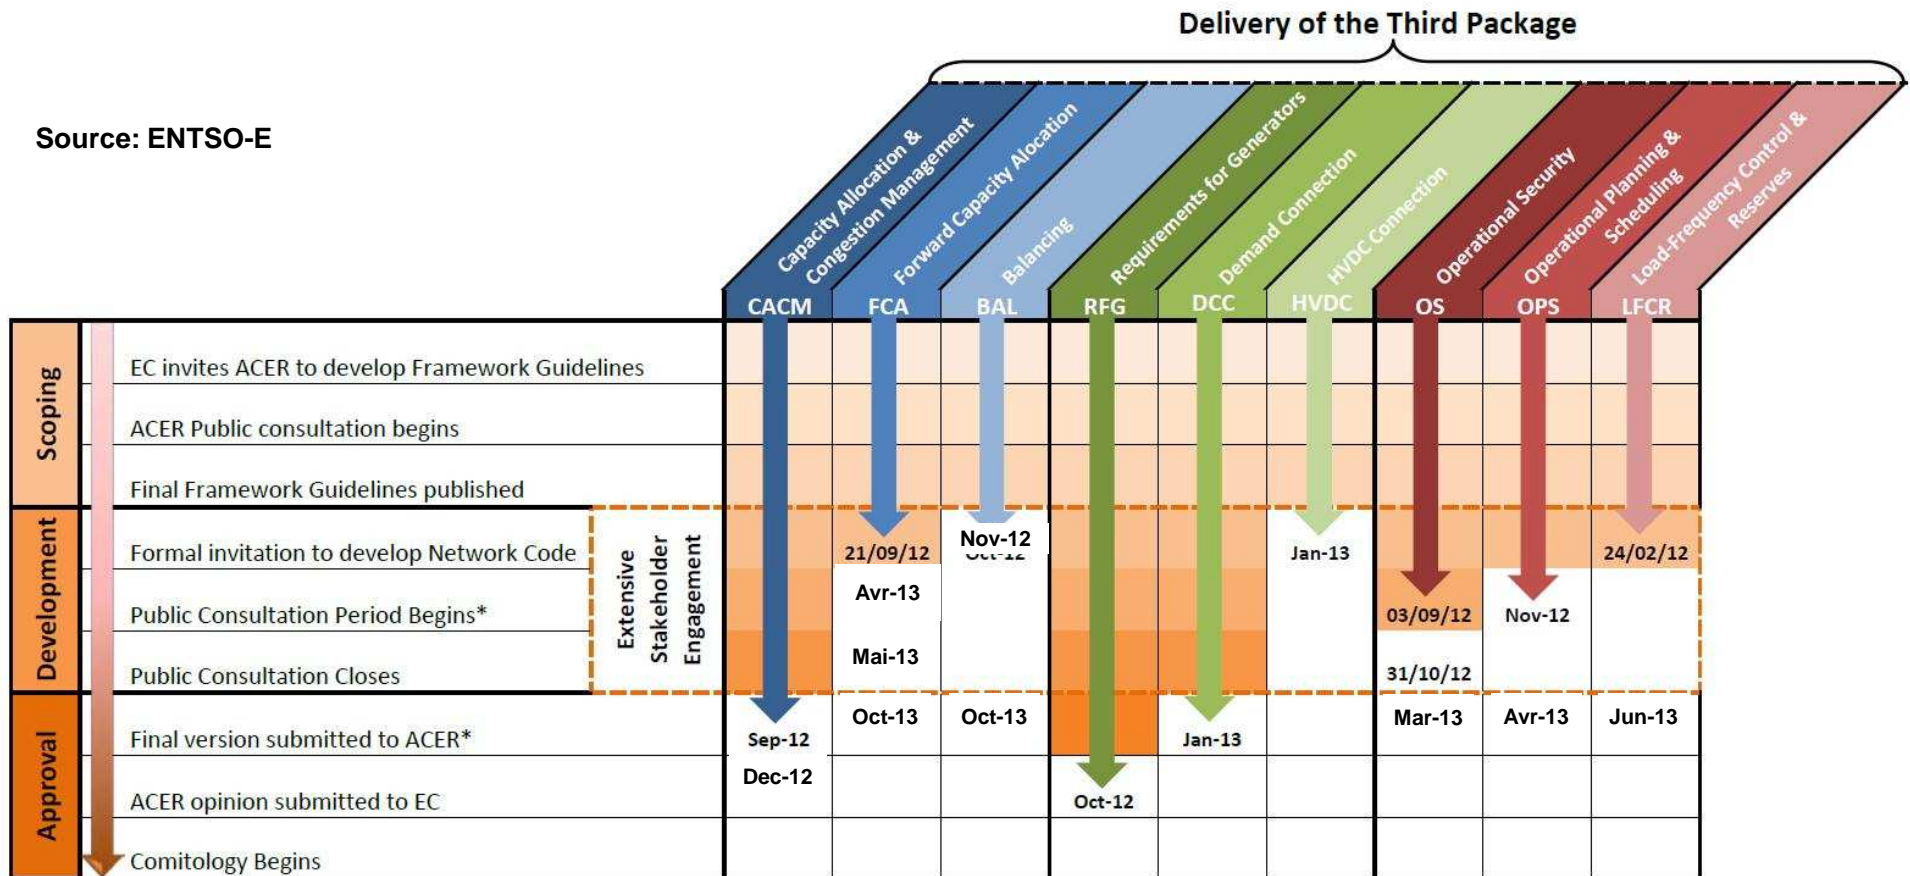 Delivery of the Third Package
Source: ENTSO-E
Capacity Allocation &
Congestion Management
Forward Capacity Alocation
Balancing
Requirements for Generators
Demand Connection
HVDC Connection
Operational Security
Operational Planning &
Scheduling
Load-Frequency Control &
Reserves
CACM FCA BAL RFG DCC HVDC OS OPS LFCR
Scoping
EC invites ACER to develop Framework Guidelines
ACER Public consultation begins
Final Framework Guidelines published
Development
Extensive
Stakeholder
Engagement
Formal invitation to develop Network Code 21/09/12 Nov-12 Jan-13 24/02/12
Oct-12
Avr-13
Public Consultation Period Begins* 03/09/12 Nov-12
Mai-13
Public Consultation Closes 31/10/12
Approval
Oct-13 Oct-13 Mar-13 Avr-13 Jun-13
Final version submitted to ACER* Sep-12 Jan-13
Dec-12
ACER opinion submitted to EC Oct-12
Comitology Begins